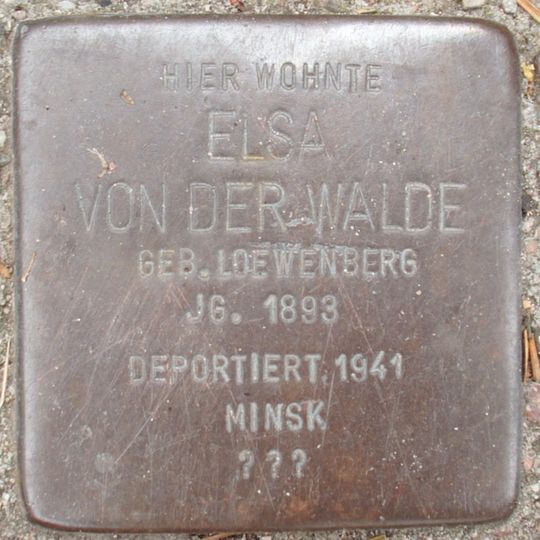 HIER WOHNTE
ELSA
VON DER WALDE
GEB. LOEWENBERG
JG. 1893
DEPORTIERT 1941
MINSK
???